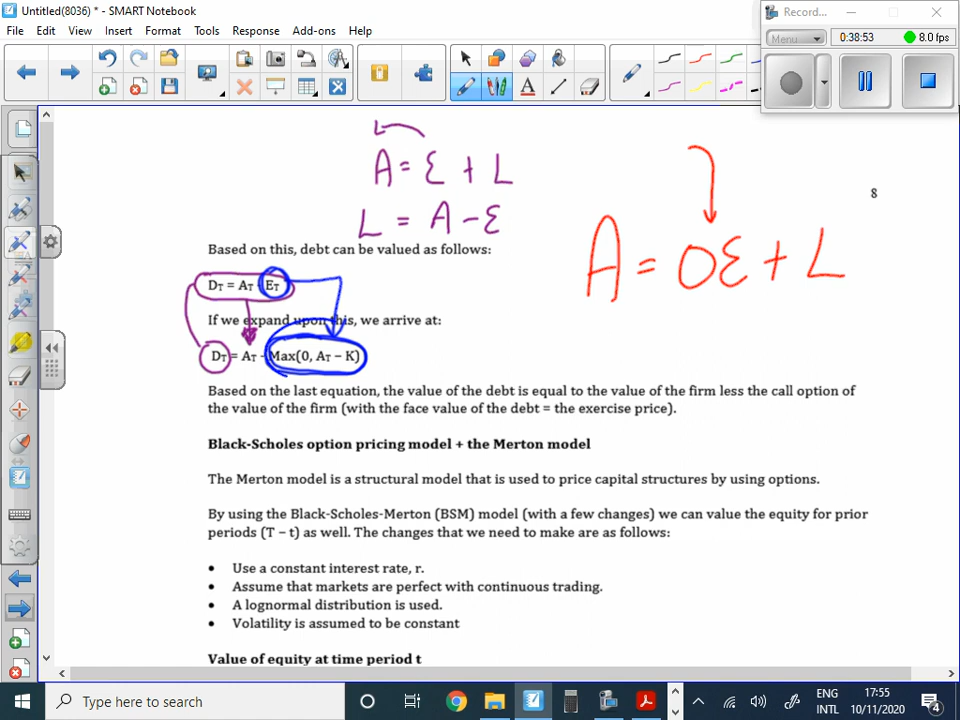 Untitled(8036) * - SMART Notebook
File Edit View Insert Format Tools Response Add-ons Help
Record...
Menu 0:38:53 8.0 fps
A = E + L
L = A - E
8
A = OE + L
Based on this, debt can be valued as follows:
DT = AT - ET
If we expand upon this, we arrive at:
DT = AT - Max(0, AT – K)
Based on the last equation, the value of the debt is equal to the value of the firm less the call option of
the value of the firm (with the face value of the debt = the exercise price).
Black-Scholes option pricing model + the Merton model
The Merton model is a structural model that is used to price capital structures by using options.
By using the Black-Scholes-Merton (BSM) model (with a few changes) we can value the equity for prior
periods (T – t) as well. The changes that we need to make are as follows:
• Use a constant interest rate, r.
• Assume that markets are perfect with continuous trading.
• A lognormal distribution is used.
• Volatility is assumed to be constant
Value of equity at time period t
Type here to search
ENG
INTL
17:55
10/11/2020
4